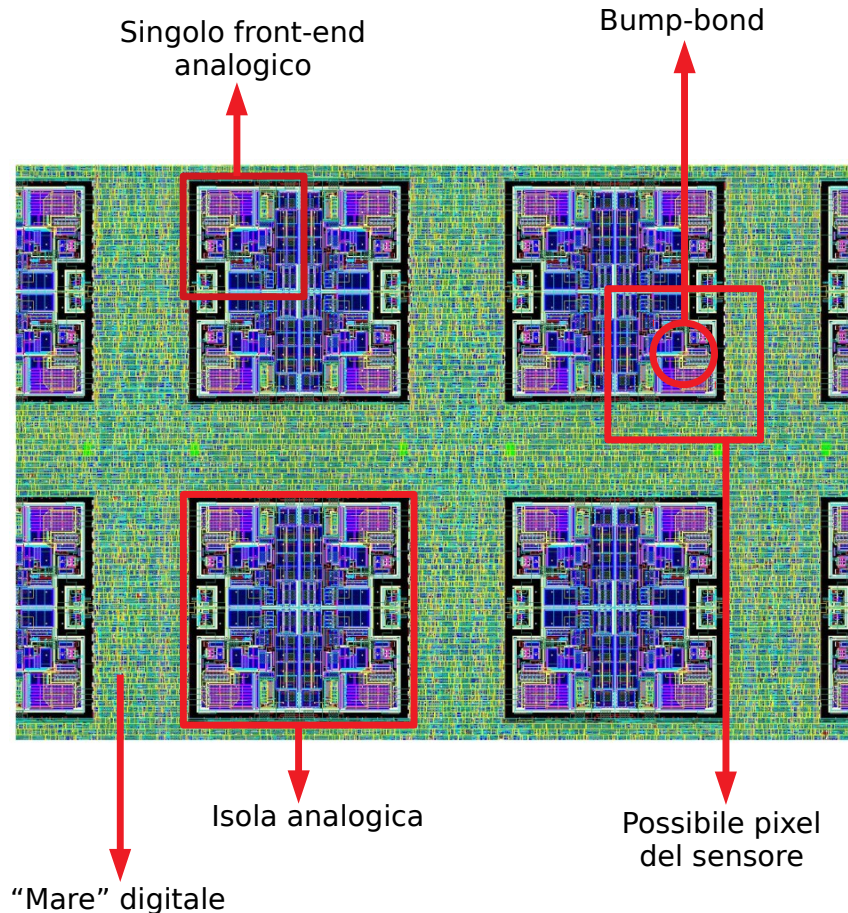 Singolo front-end
analogico
Bump-bond
Isola analogica
Possibile pixel
del sensore
“Mare” digitale